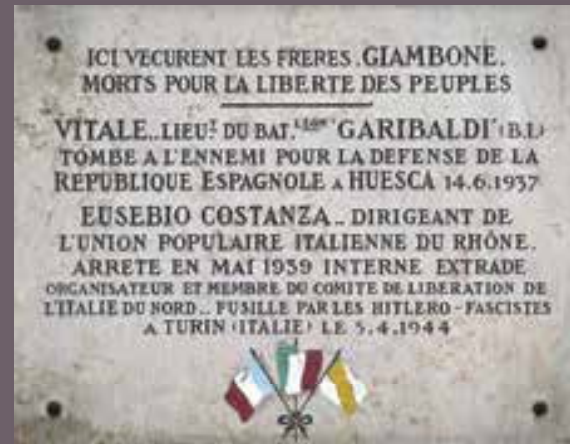 ICI VECURENT LES FRERES. GIAMBONE.
MORTS POUR LA LIBERTE DES PEUPLES
VITALE.. LIEUT DU BAT. "GARIBALDI" (B.I.)
TOMBE A L'ENNEMI POUR LA DEFENSE DE LA
REPUBLIQUE ESPAGNOLE A HUESCA 14.6.1937
EUSEBIO COSTANZA.. DIRIGEANT DE
L'UNION POPULAIRE ITALIENNE DU RHÔNE.
ARRETE EN MAI 1939 INTERNE EXTRADE
ORGANISATEUR ET MEMBRE DU COMITE DE LIBERATION DE
L'ITALIE DU NORD.. FUSILLE PAR LES HITLERO-FASCISTES
A TURIN (ITALIE) LE 5.4.1944